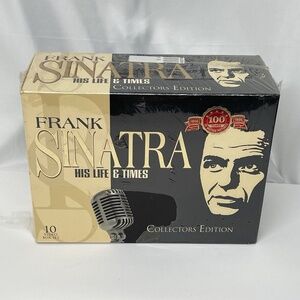 FRANK
SINATRA
HIS LIFE & TIMES
COLLECTORS EDITION
FRANK
SINATRA
HIS LIFE & TIMES
100
10
COLLECTORS EDITION